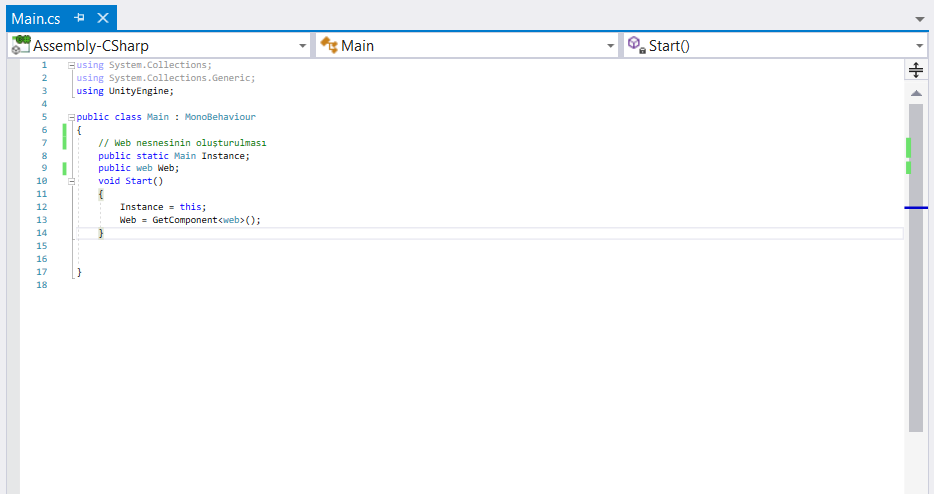 Main.cs
Assembly-CSharp Main Start()
1 using System.Collections;
2 using System.Collections.Generic;
3 using UnityEngine;
4
5 public class Main : MonoBehaviour
6 {
7 // Web nesnesinin oluşturulması
8 public static Main Instance;
9 public web Web;
10 void Start()
11 {
12 Instance = this;
13 Web = GetComponent<web>();
14 }
15
16
17 }
18